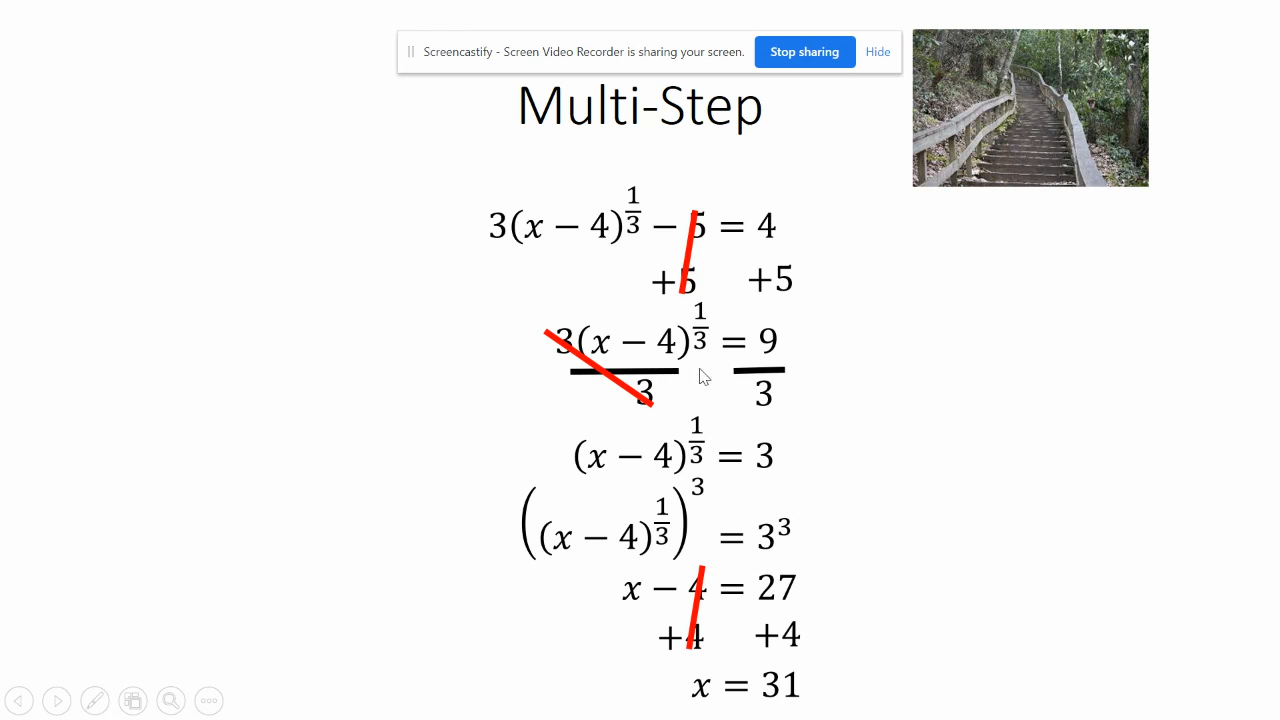 Screencastify - Screen Video Recorder is sharing your screen. Stop sharing Hide
Multi-Step
3(x − 4)^(1/3) − 5 = 4
+5 +5
3(x − 4)^(1/3) = 9
3 3
(x − 4)^(1/3) = 3
((x − 4)^(1/3))^3 = 3^3
x − 4 = 27
+4 +4
x = 31